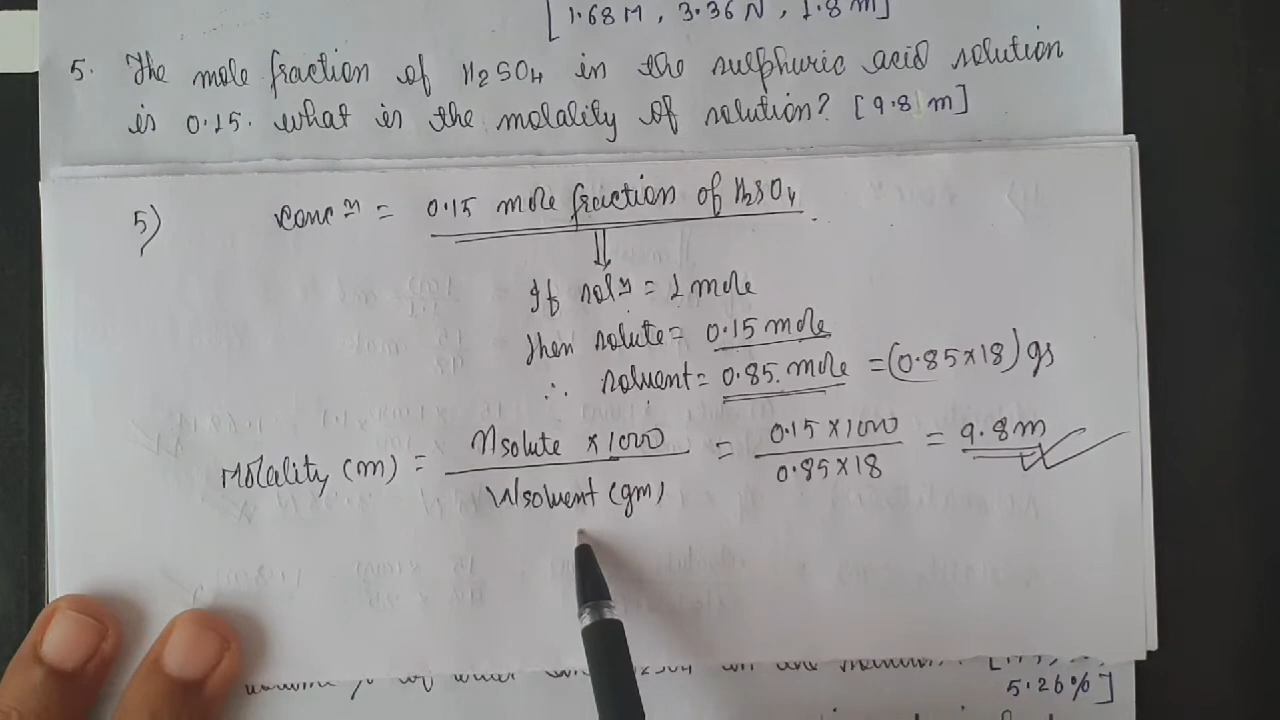 [1.68 M, 3.36 N, 1.8 m]
5. The mole fraction of H2SO4 in the sulphuric acid solution
is 0.15. what is the molality of solution? [9.8 m]
5) Concⁿ = 0.15 mole fraction of H2SO4.
⇓
If solⁿ = 1 mole
then solute = 0.15 mole
∴ solvent = 0.85 mole = (0.85×18) gs
Molality (m) = nsolute × 1000 / Wsolvent (gm) = 0.15 × 1000 / 0.85×18 = 9.8m
5.26%]